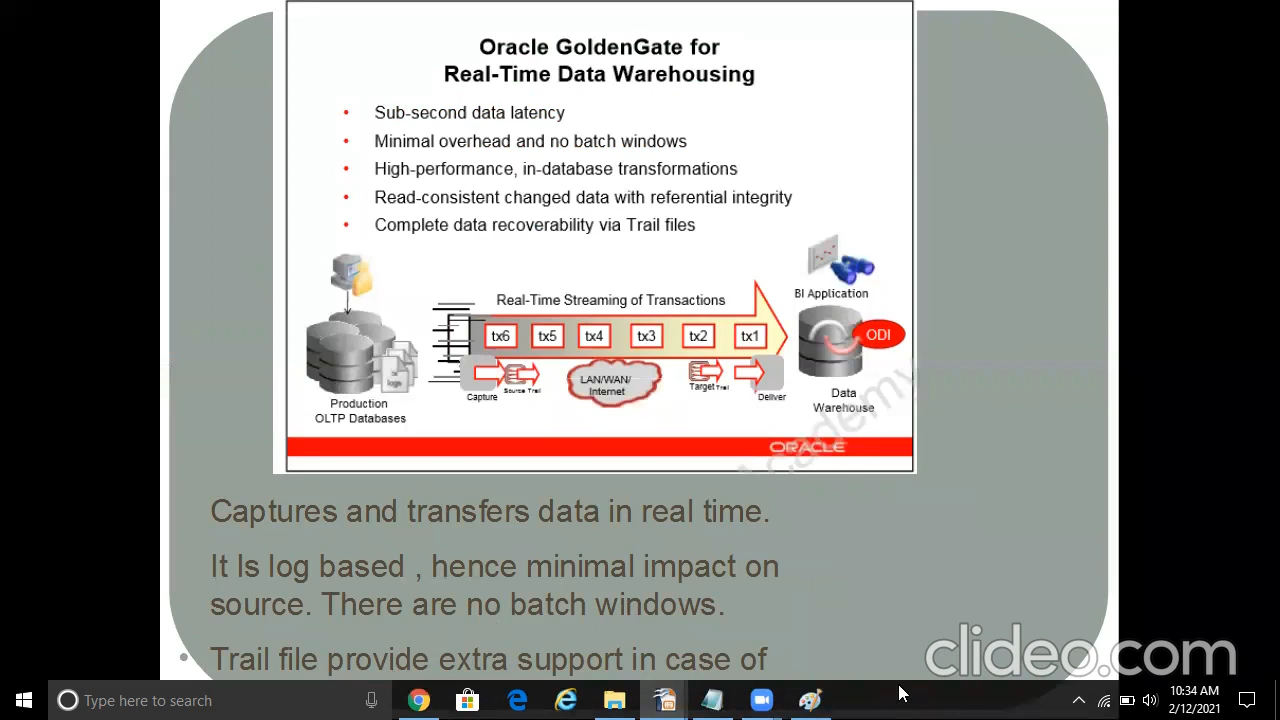 Oracle GoldenGate for
Real-Time Data Warehousing
• Sub-second data latency
• Minimal overhead and no batch windows
• High-performance, in-database transformations
• Read-consistent changed data with referential integrity
• Complete data recoverability via Trail files
BI Application
Real-Time Streaming of Transactions
tx6 tx5 tx4 tx3 tx2 tx1
ODI
logs
LAN/WAN/
Internet
Capture
Source Trail
Target Trail
Deliver
Production
OLTP Databases
Data
Warehouse
ORACLE
Academy
Captures and transfers data in real time.
It Is log based , hence minimal impact on
source. There are no batch windows.
• Trail file provide extra support in case of
clideo.com
Type here to search
10:34 AM
2/12/2021